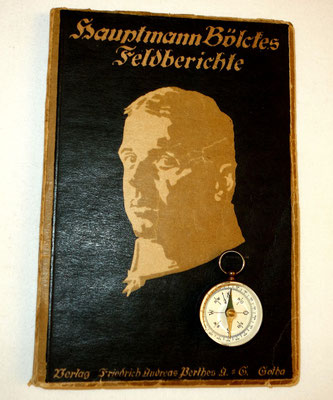 Hauptmann Bölckes
Feldberichte
Verlag Friedrich Andreas Perthes A.=G. Gotha